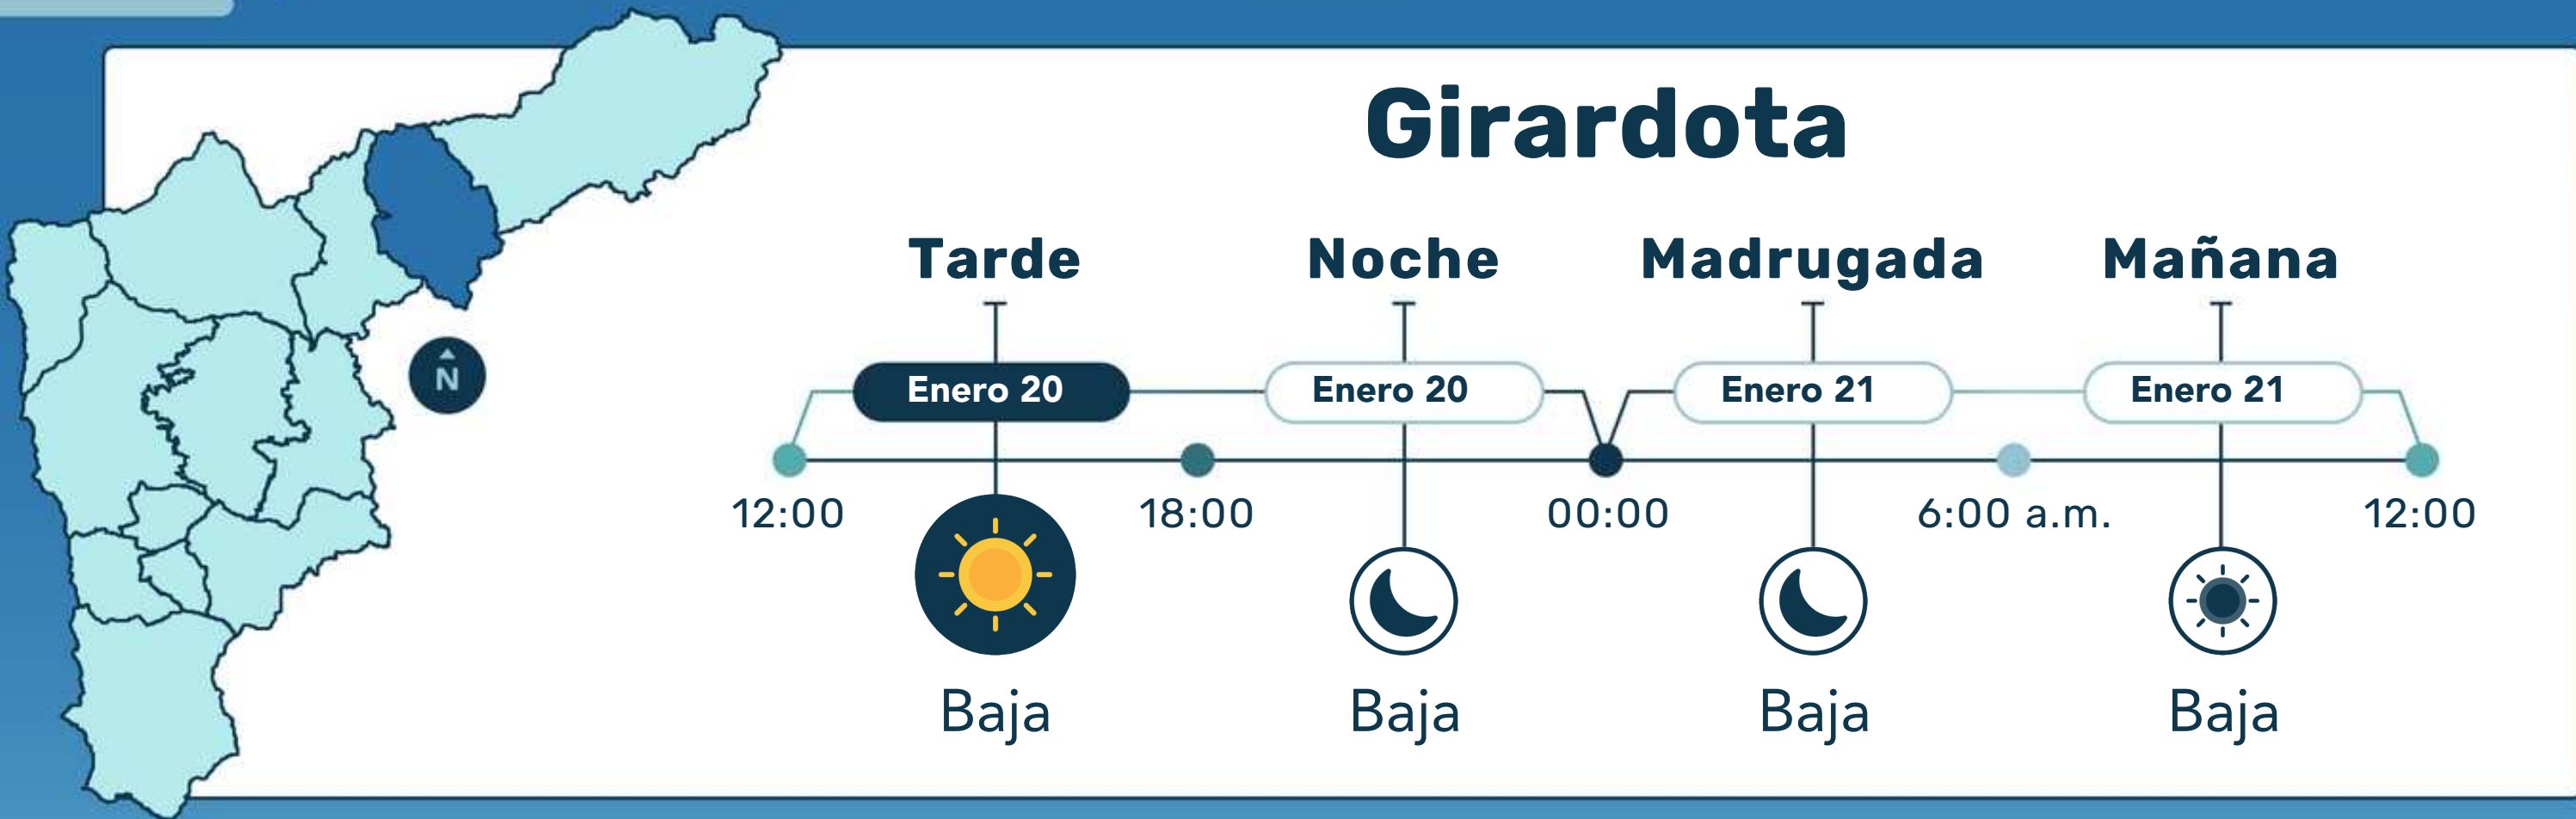 Girardota
Tarde Noche Madrugada Mañana
Enero 20 Enero 20 Enero 21 Enero 21
N
12:00 18:00 00:00 6:00 a.m. 12:00
Baja Baja Baja Baja